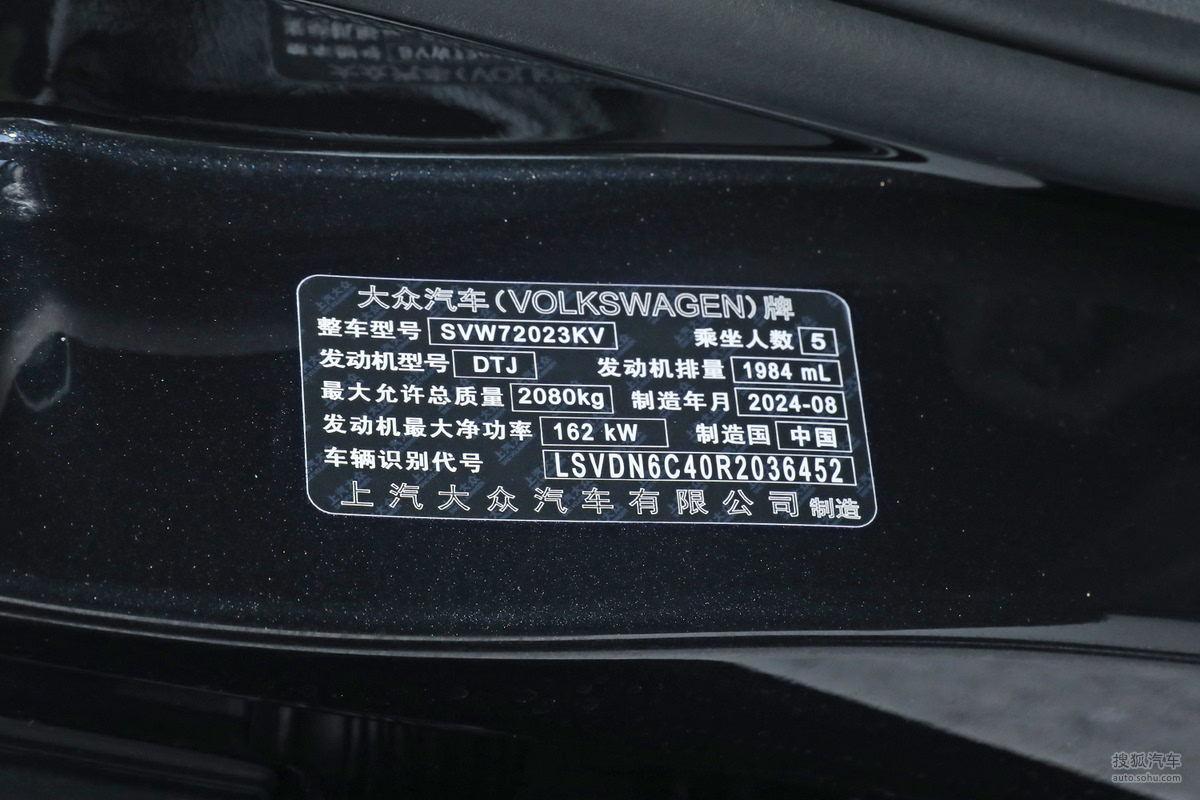 大众汽车(VOLKSWAGEN)牌
整车型号 SVW72023KV 乘坐人数 5
发动机型号 DTJ 发动机排量 1984 mL
最大允许总质量 2080kg 制造年月 2024-08
发动机最大净功率 162 kW 制造国 中国
车辆识别代号 LSVDN6C40R2036452
上汽大众汽车有限公司 制造
搜狐汽车
auto.sohu.com